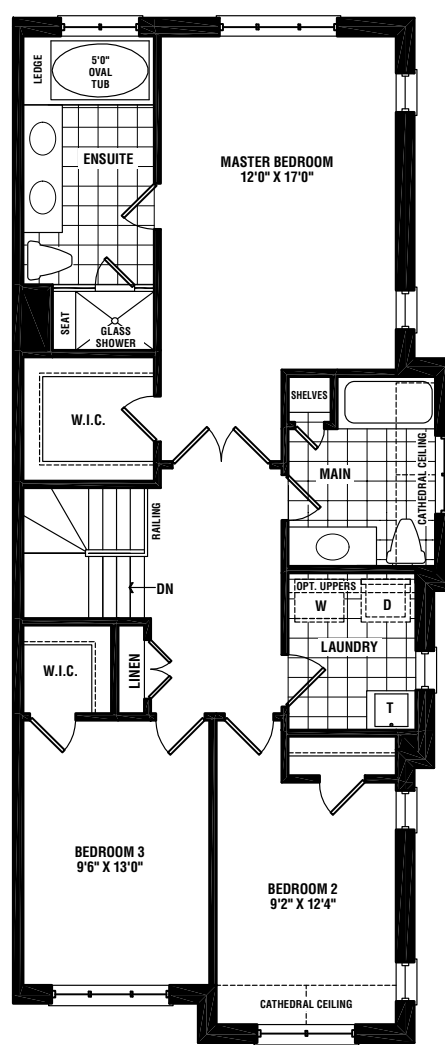 LEDGE
5'0"
OVAL
TUB
ENSUITE
MASTER BEDROOM
12'0" X 17'0"
SEAT
GLASS
SHOWER
W.I.C.
SHELVES
MAIN
CATHEDRAL CEILING
RAILING
DN
OPT. UPPERS
W
D
LAUNDRY
T
W.I.C.
LINEN
BEDROOM 3
9'6" X 13'0"
BEDROOM 2
9'2" X 12'4"
CATHEDRAL CEILING